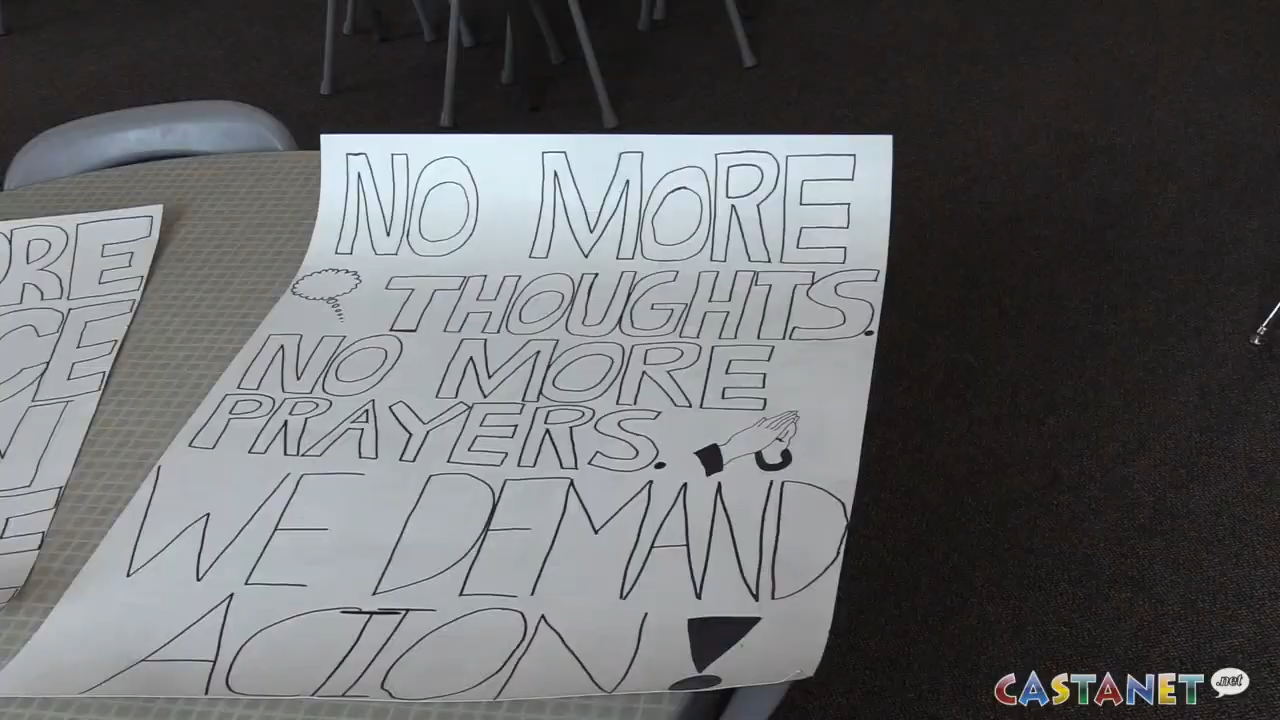 NO MORE
THOUGHTS.
NO MORE
PRAYERS.
WE DEMAND
ACTION!
CASTANET .net